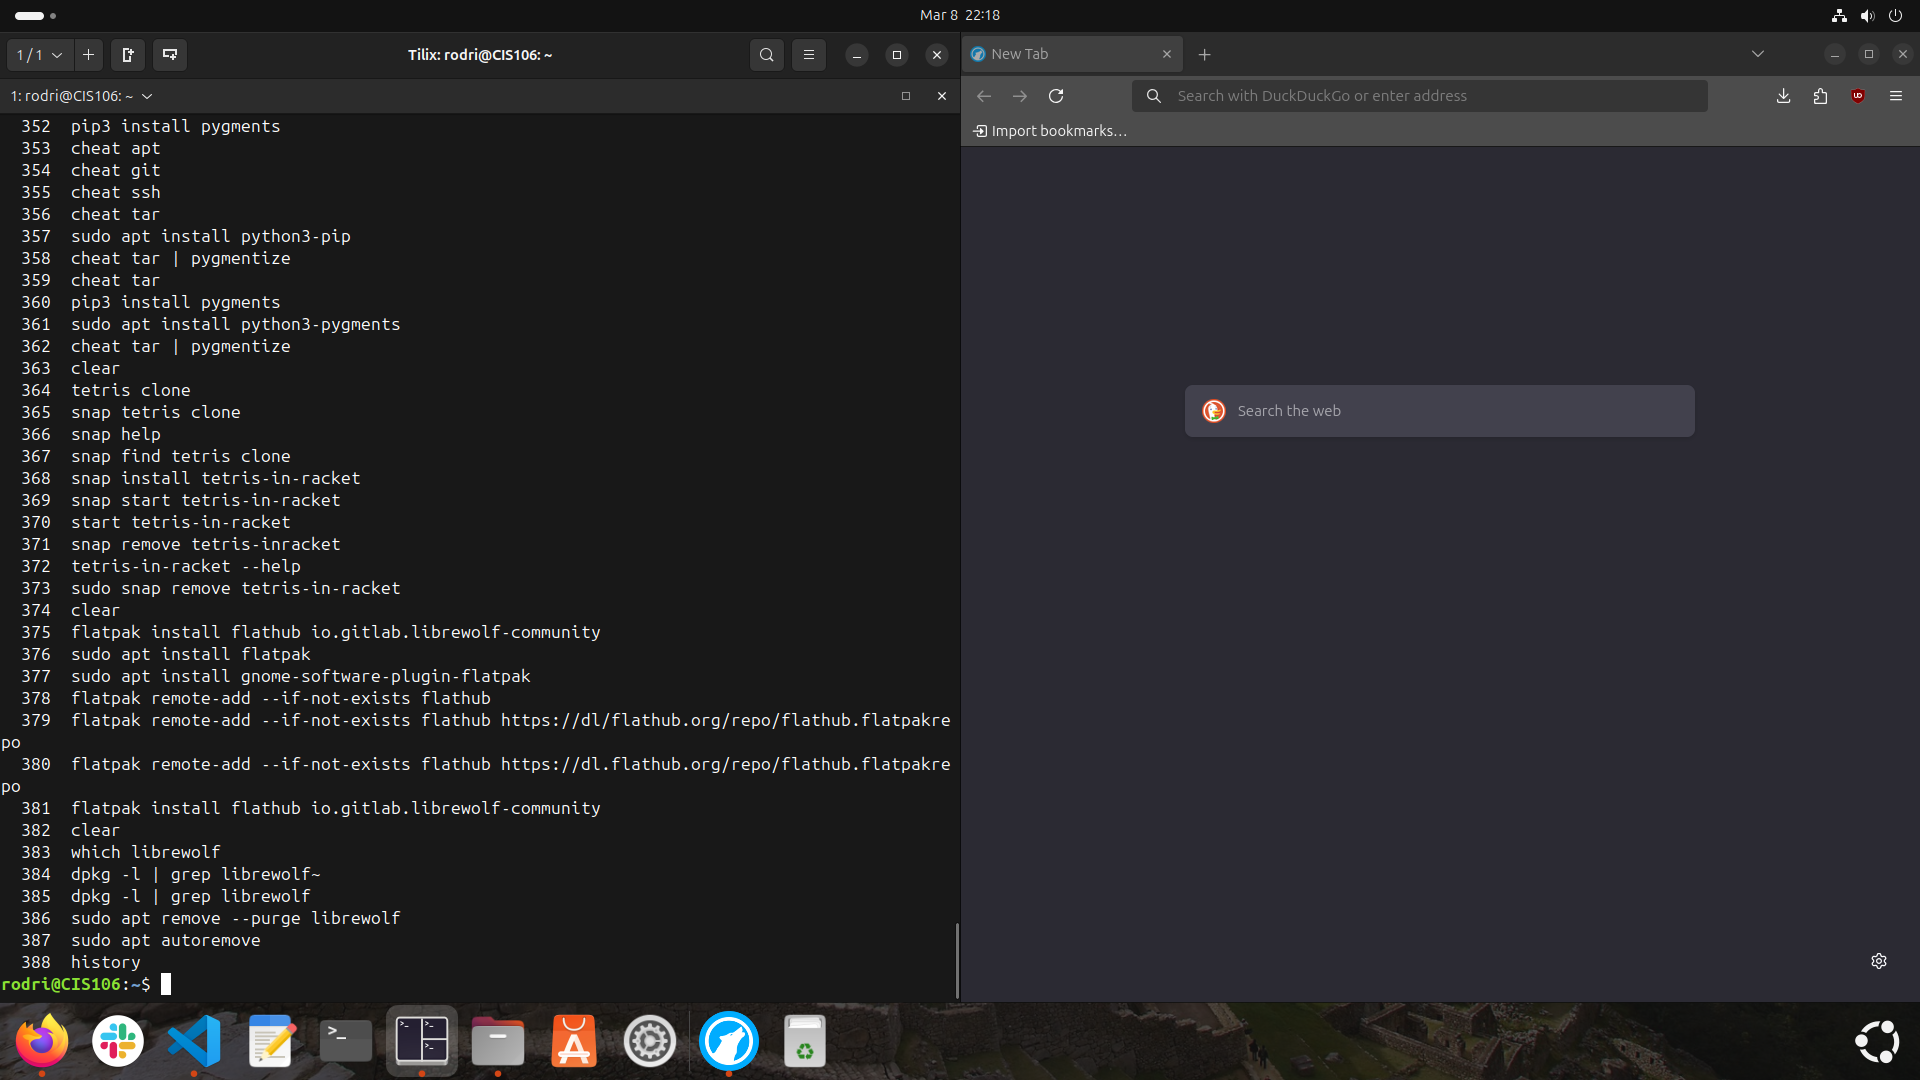 Mar 8 22:18
1 / 1
Tilix: rodri@CIS106: ~
1: rodri@CIS106: ~
352 pip3 install pygments
353 cheat apt
354 cheat git
355 cheat ssh
356 cheat tar
357 sudo apt install python3-pip
358 cheat tar | pygmentize
359 cheat tar
360 pip3 install pygments
361 sudo apt install python3-pygments
362 cheat tar | pygmentize
363 clear
364 tetris clone
365 snap tetris clone
366 snap help
367 snap find tetris clone
368 snap install tetris-in-racket
369 snap start tetris-in-racket
370 start tetris-in-racket
371 snap remove tetris-inracket
372 tetris-in-racket --help
373 sudo snap remove tetris-in-racket
374 clear
375 flatpak install flathub io.gitlab.librewolf-community
376 sudo apt install flatpak
377 sudo apt install gnome-software-plugin-flatpak
378 flatpak remote-add --if-not-exists flathub
379 flatpak remote-add --if-not-exists flathub https://dl/flathub.org/repo/flathub.flatpakre
po
380 flatpak remote-add --if-not-exists flathub https://dl.flathub.org/repo/flathub.flatpakre
po
381 flatpak install flathub io.gitlab.librewolf-community
382 clear
383 which librewolf
384 dpkg -l | grep librewolf~
385 dpkg -l | grep librewolf
386 sudo apt remove --purge librewolf
387 sudo apt autoremove
388 history
rodri@CIS106:~$
New Tab
Search with DuckDuckGo or enter address
Import bookmarks…
Search the web